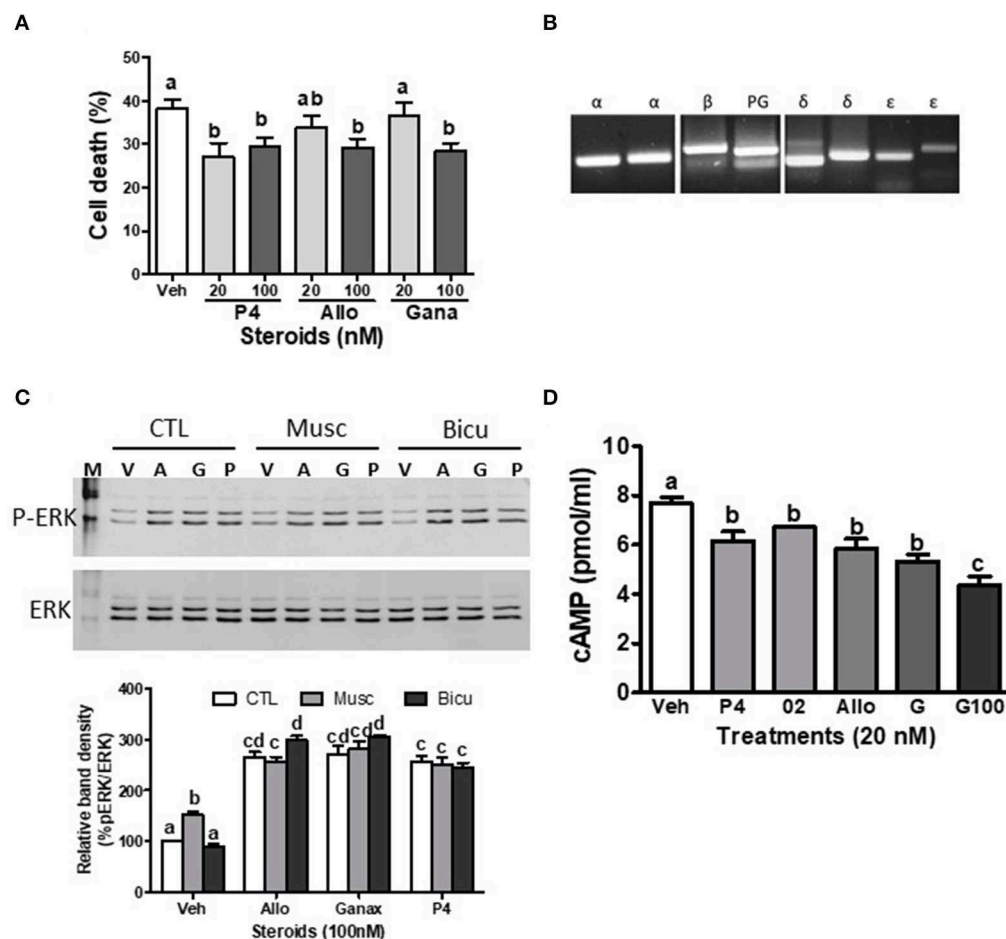 A
Cell death (%)
50
40
30
20
10
0
a
b
b
ab
b
a
b
Veh
20 100 20 100 20 100
P4 Allo Gana
Steroids (nM)
B
α α β PG δ δ ε ε
C
CTL Musc Bicu
M V A G P V A G P V A G P
P-ERK
ERK
Relative band density
(%pERK/ERK)
400
300
200
100
0
CTL Musc Bicu
a b a
cd c d
cd cd d
c c c
Veh Allo Ganax P4
Steroids (100nM)
D
cAMP (pmol/ml)
10
8
6
4
2
0
a b b b b c
Veh P4 02 Allo G G100
Treatments (20 nM)